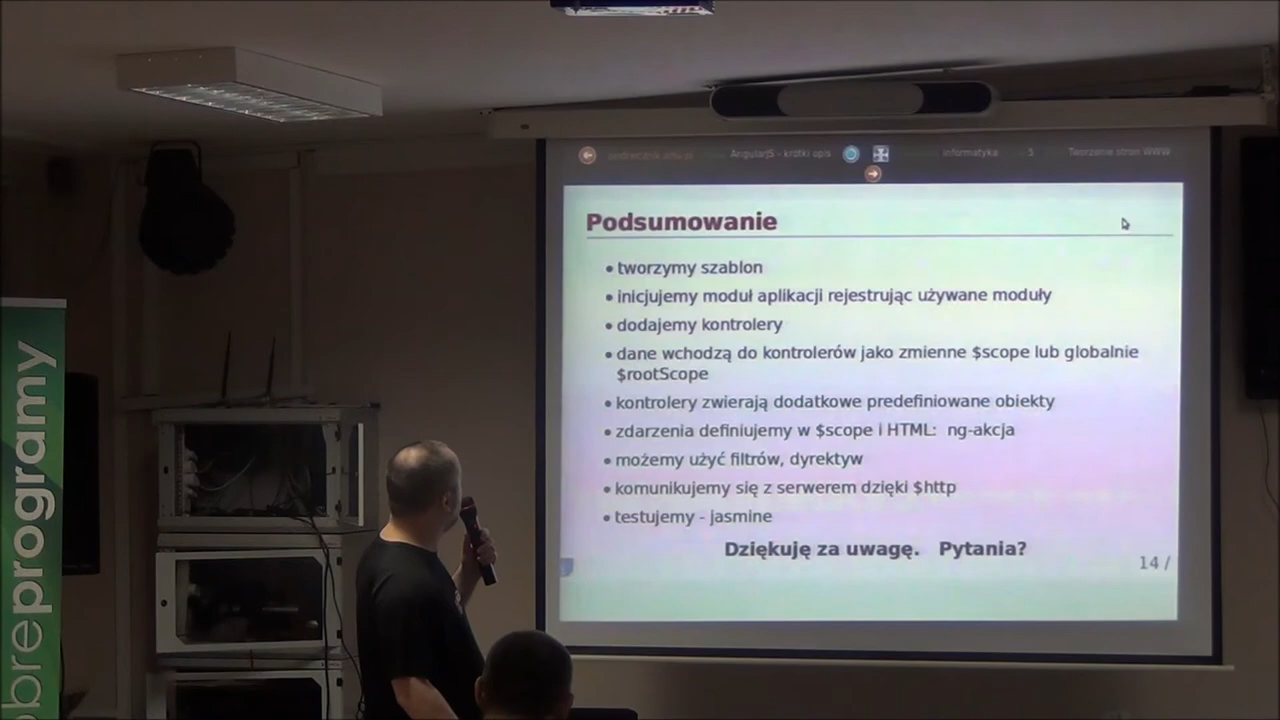 AngularJS - krótki opis
informatyka
5
Tworzenie stron WWW
Podsumowanie
• tworzymy szablon
• inicjujemy moduł aplikacji rejestrując używane moduły
• dodajemy kontrolery
• dane wchodzą do kontrolerów jako zmienne $scope lub globalnie
$rootScope
• kontrolery zwierają dodatkowe predefiniowane obiekty
• zdarzenia definiujemy w $scope i HTML: ng-akcja
• możemy użyć filtrów, dyrektyw
• komunikujemy się z serwerem dzięki $http
• testujemy - jasmine
Dziękuję za uwagę. Pytania?
14 /
obreprogramy